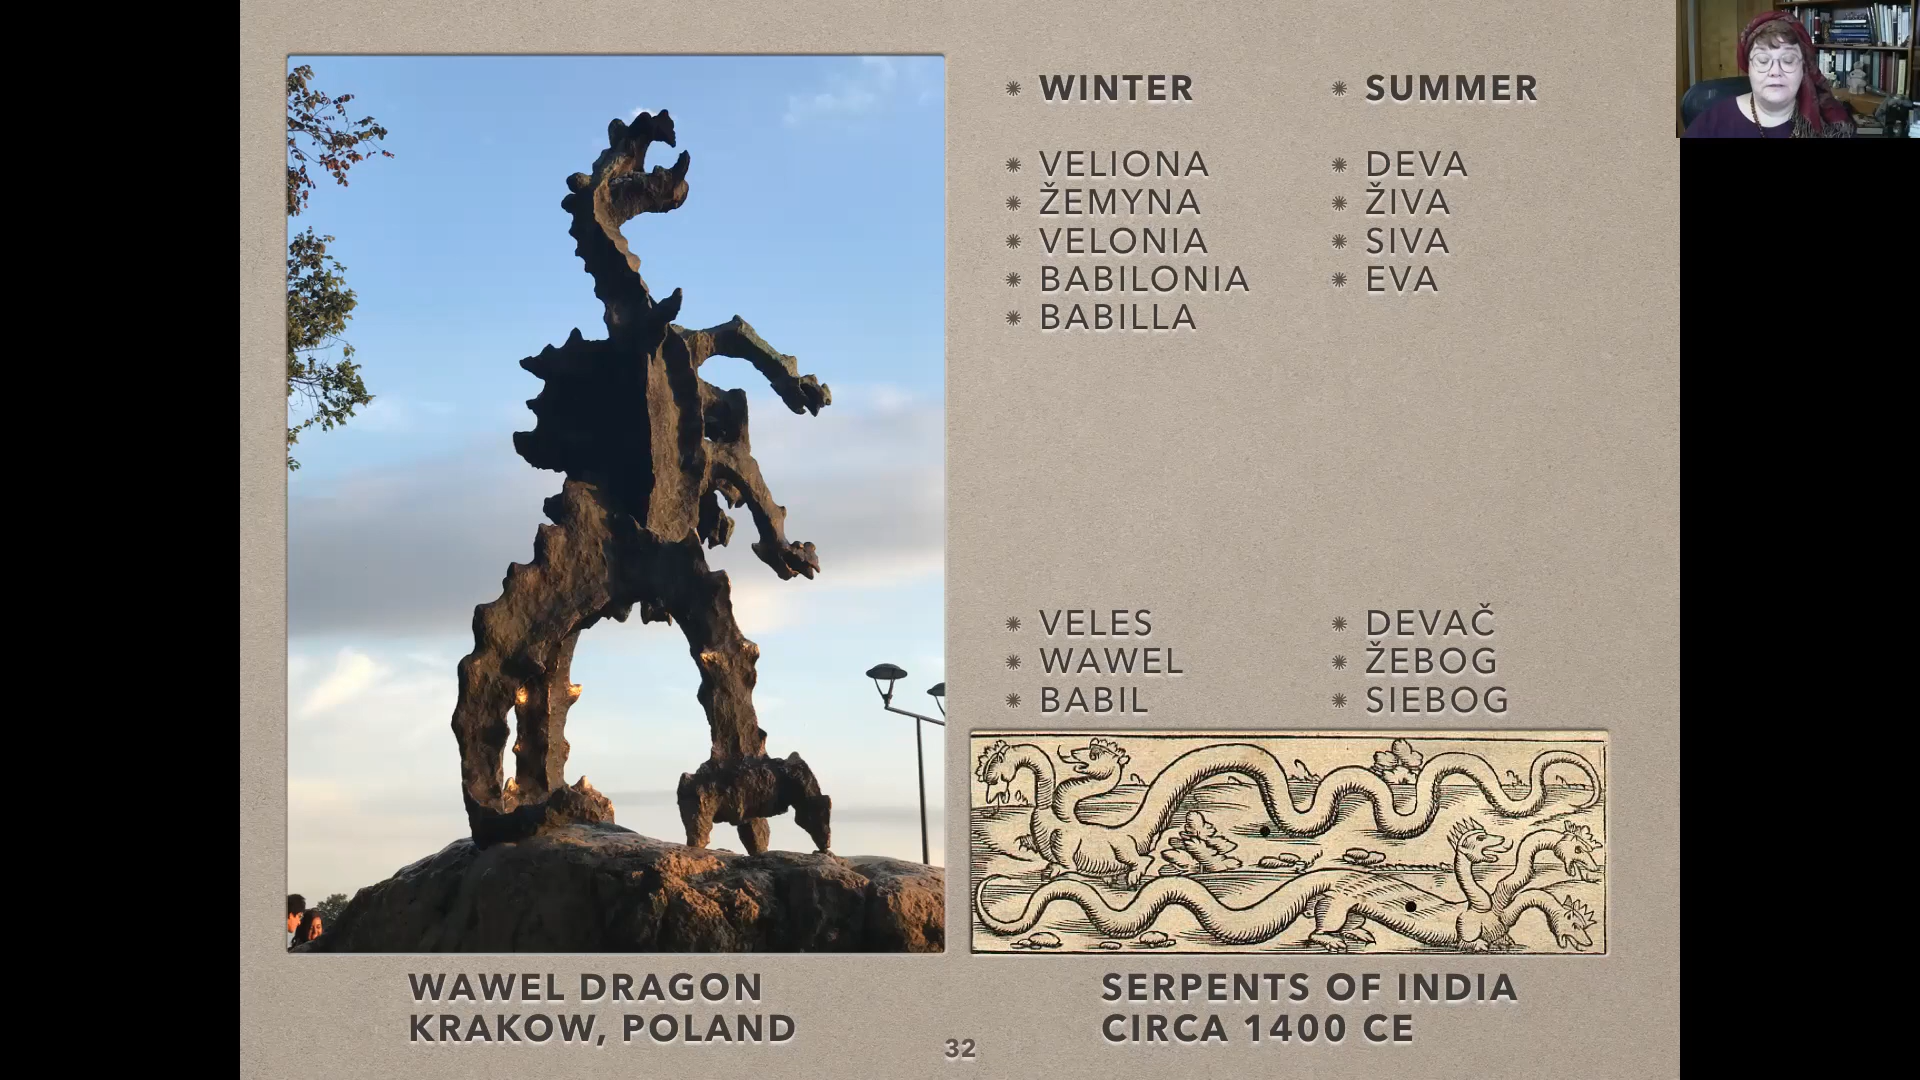 WINTER
VELIONA
ŽEMYNA
VELONIA
BABILONIA
BABILLA
SUMMER
DEVA
ŽIVA
SIVA
EVA
VELES
WAWEL
BABIL
DEVAČ
ŽEBOG
SIEBOG
WAWEL DRAGON
KRAKOW, POLAND
SERPENTS OF INDIA
CIRCA 1400 CE
32